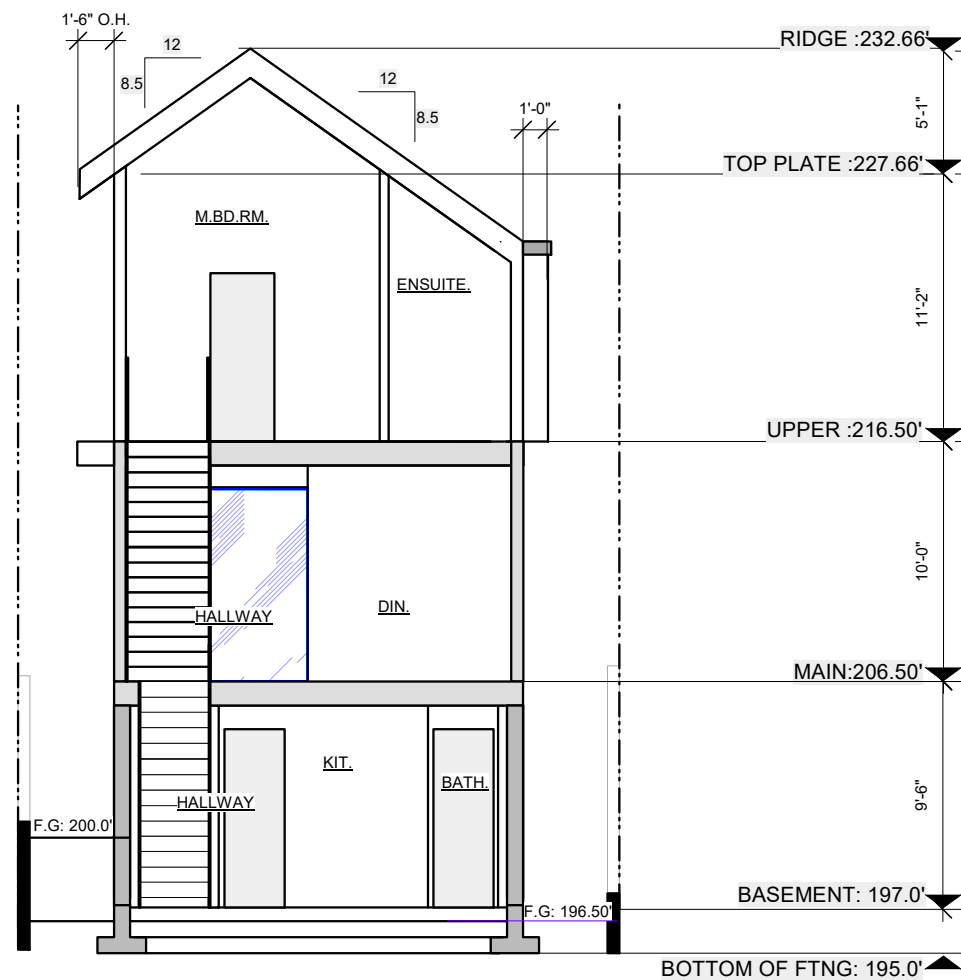 1'-6" O.H.
12
8.5
12
8.5
1'-0"
RIDGE :232.66'
5'-1"
TOP PLATE :227.66'
M.BD.RM.
ENSUITE.
11'-2"
UPPER :216.50'
10'-0"
HALLWAY
DIN.
MAIN:206.50'
KIT.
BATH.
HALLWAY
9'-6"
F.G: 200.0'
BASEMENT: 197.0'
F.G: 196.50'
BOTTOM OF FTNG: 195.0'